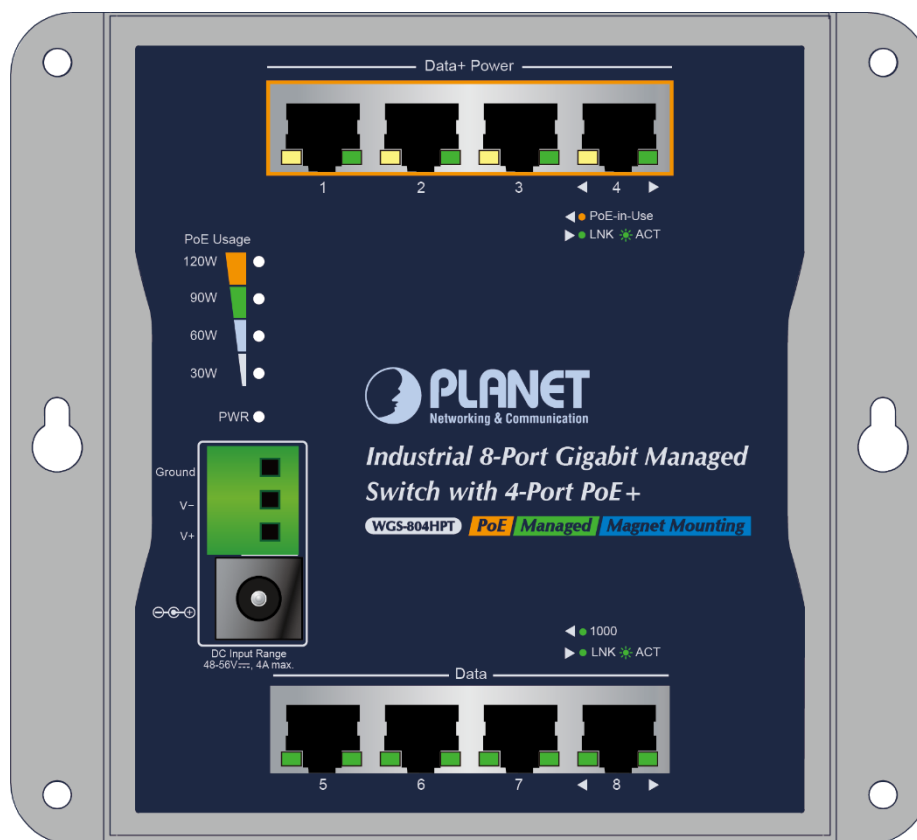 Data+ Power
1 2 3 4
PoE-in-Use
LNK ACT
PoE Usage
120W
90W
60W
30W
PWR
PLANET
Networking & Communication
Industrial 8-Port Gigabit Managed
Switch with 4-Port PoE+
WGS-804HPT PoE Managed Magnet Mounting
Ground
V−
V+
DC Input Range
48-56V⎓, 4A max.
1000
LNK ACT
Data
5 6 7 8